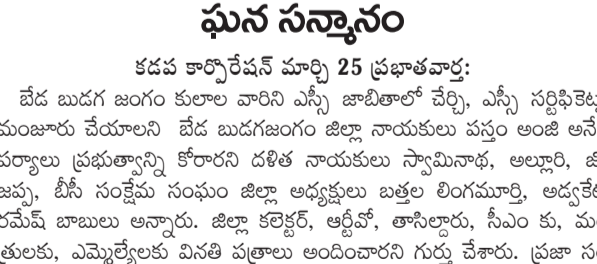 ఘన సన్మానం
కడప కార్పొరేషన్ మార్చి 25 ప్రభాతవార్త:
బేడ బుడగ జంగం కులాల వారిని ఎస్సీ జాబితాలో చేర్చి, ఎస్సీ సర్టిఫికెట్లు
మంజూరు చేయాలని బేడ బుడగజంగం జిల్లా నాయకులు పస్తం అంజి అనే
పర్యాలు ప్రభుత్వాన్ని కోరారని దళిత నాయకులు స్వామినాథ, అల్లూరి,
జప్ప, బీసీ సంక్షేమ సంఘం జిల్లా అధ్యక్షులు బత్తల లింగమూర్తి, అడ్వకే
రమేష్ బాబులు అన్నారు. జిల్లా కలెక్టర్, ఆర్టీవో, తాసిల్దారు, సీఎం కు, మ
త్రులకు, ఎమ్మెల్యేలకు వినతి పత్రాలు అందించారని గుర్తు చేశారు. ప్రజా స